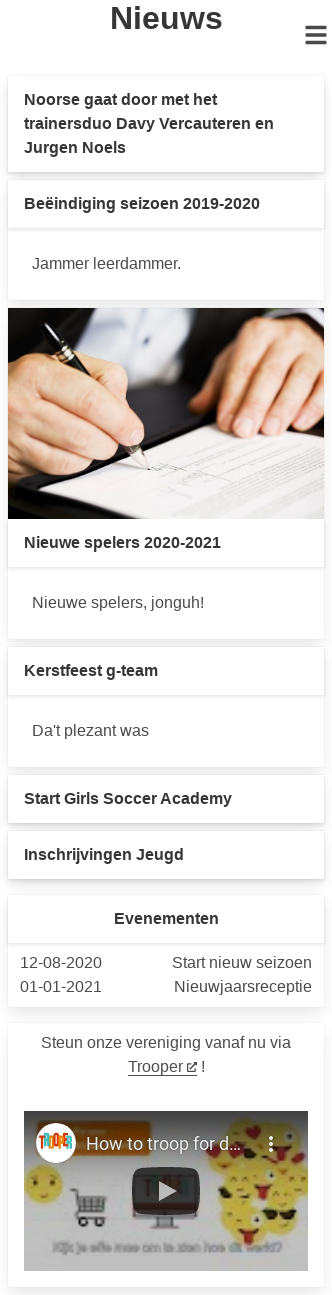 Nieuws
Noorse gaat door met het
trainersduo Davy Vercauteren en
Jurgen Noels
Beëindiging seizoen 2019-2020
Jammer leerdammer.
Nieuwe spelers 2020-2021
Nieuwe spelers, jonguh!
Kerstfeest g-team
Da't plezant was
Start Girls Soccer Academy
Inschrijvingen Jeugd
Evenementen
12-08-2020 Start nieuw seizoen
01-01-2021 Nieuwjaarsreceptie
Steun onze vereniging vanaf nu via
Trooper !
TROOPER
How to troop for d...
Kijk je effe mee om te zien hoe dit werkt?